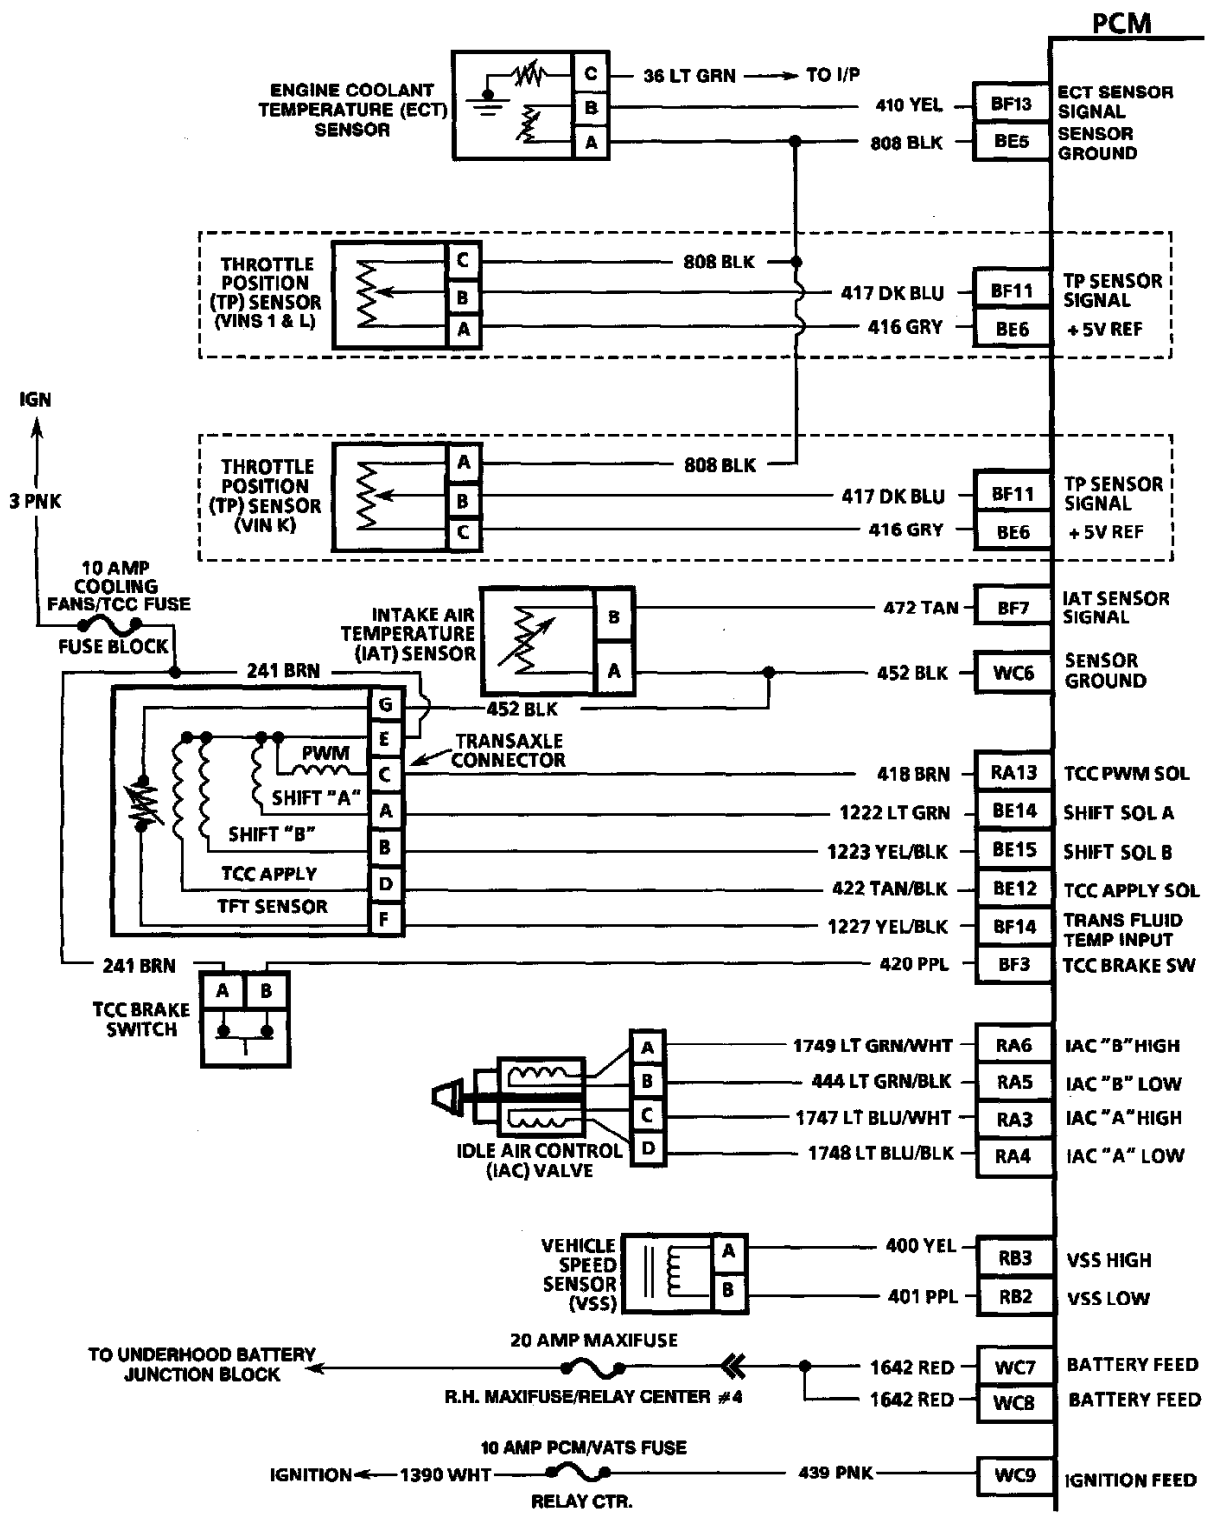 PCM
ENGINE COOLANT
TEMPERATURE (ECT)
SENSOR
C
B
A
36 LT GRN
TO I/P
410 YEL
BF13
ECT SENSOR
SIGNAL
808 BLK
BE5
SENSOR
GROUND
THROTTLE
POSITION
(TP) SENSOR
(VINS 1 & L)
C
B
A
808 BLK
417 DK BLU
BF11
TP SENSOR
SIGNAL
416 GRY
BE6
+ 5V REF
IGN
3 PNK
THROTTLE
POSITION
(TP) SENSOR
(VIN K)
A
B
C
808 BLK
417 DK BLU
BF11
TP SENSOR
SIGNAL
416 GRY
BE6
+ 5V REF
10 AMP
COOLING
FANS/TCC FUSE
FUSE BLOCK
INTAKE AIR
TEMPERATURE
(IAT) SENSOR
B
A
472 TAN
BF7
IAT SENSOR
SIGNAL
452 BLK
WC6
SENSOR
GROUND
241 BRN
452 BLK
G
E
C
A
B
D
F
TRANSAXLE
CONNECTOR
PWM
SHIFT "A"
SHIFT "B"
TCC APPLY
TFT SENSOR
418 BRN
RA13
TCC PWM SOL
1222 LT GRN
BE14
SHIFT SOL A
1223 YEL/BLK
BE15
SHIFT SOL B
422 TAN/BLK
BE12
TCC APPLY SOL
1227 YEL/BLK
BF14
TRANS FLUID
TEMP INPUT
241 BRN
420 PPL
BF3
TCC BRAKE SW
A
B
TCC BRAKE
SWITCH
A
B
C
D
IDLE AIR CONTROL
(IAC) VALVE
1749 LT GRN/WHT
RA6
IAC "B" HIGH
444 LT GRN/BLK
RA5
IAC "B" LOW
1747 LT BLU/WHT
RA3
IAC "A" HIGH
1748 LT BLU/BLK
RA4
IAC "A" LOW
VEHICLE
SPEED
SENSOR
(VSS)
A
B
400 YEL
RB3
VSS HIGH
401 PPL
RB2
VSS LOW
20 AMP MAXIFUSE
TO UNDERHOOD BATTERY
JUNCTION BLOCK
R.H. MAXIFUSE/RELAY CENTER #4
1642 RED
WC7
BATTERY FEED
1642 RED
WC8
BATTERY FEED
10 AMP PCM/VATS FUSE
IGNITION
1390 WHT
RELAY CTR.
439 PNK
WC9
IGNITION FEED